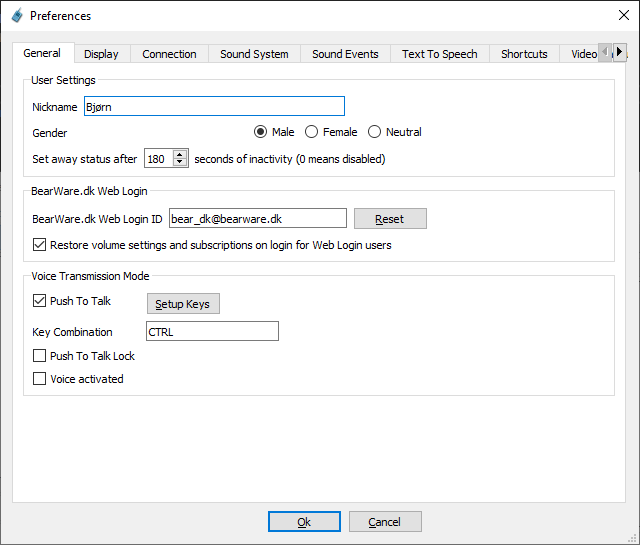 Preferences
General Display Connection Sound System Sound Events Text To Speech Shortcuts Video
User Settings
Nickname Bjørn
Gender Male Female Neutral
Set away status after 180 seconds of inactivity (0 means disabled)
BearWare.dk Web Login
BearWare.dk Web Login ID bear_dk@bearware.dk Reset
Restore volume settings and subscriptions on login for Web Login users
Voice Transmission Mode
Push To Talk Setup Keys
Key Combination CTRL
Push To Talk Lock
Voice activated
Ok Cancel